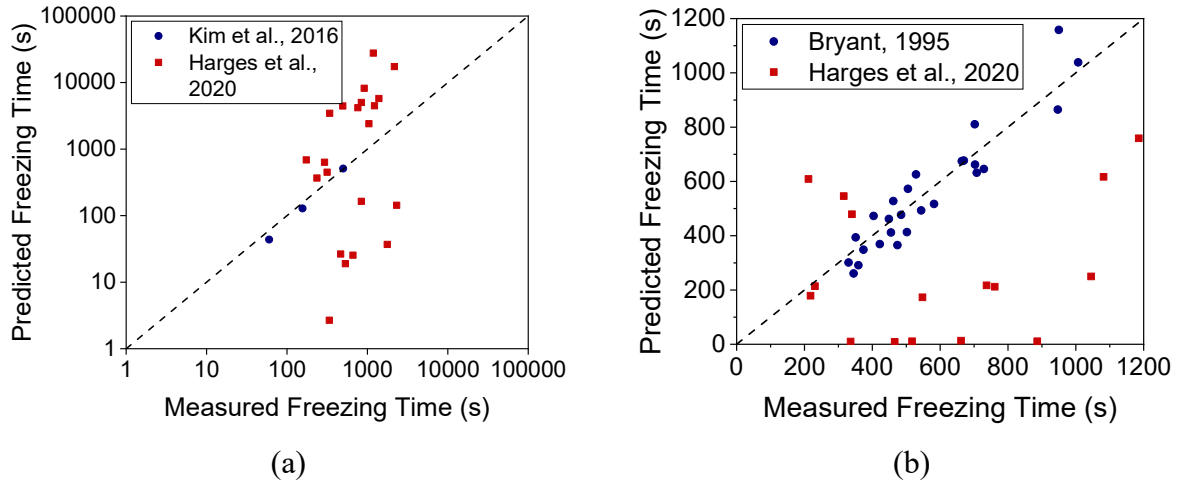 Predicted Freezing Time (s)
100000
10000
1000
100
10
1
Kim et al., 2016
Harges et al.,
2020
1 10 100 1000 10000 100000
Measured Freezing Time (s)
(a)
Predicted Freezing Time (s)
1200
1000
800
600
400
200
0
Bryant, 1995
Harges et al., 2020
0 200 400 600 800 1000 1200
Measured Freezing Time (s)
(b)